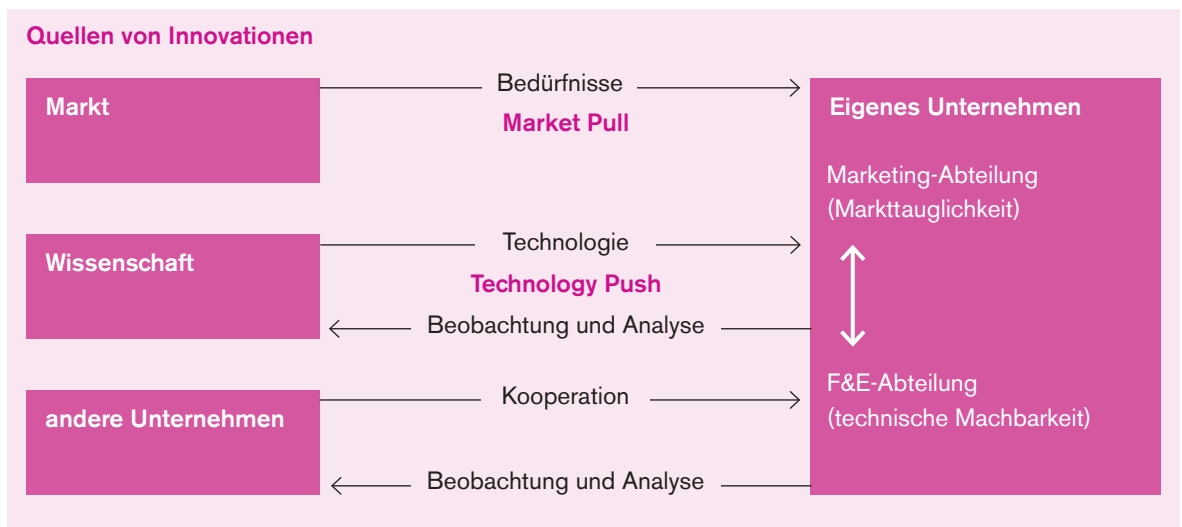 Quellen von Innovationen
Markt
Bedürfnisse
Market Pull
Eigenes Unternehmen
Marketing-Abteilung
(Markttauglichkeit)
Wissenschaft
Technologie
Technology Push
Beobachtung und Analyse
F&E-Abteilung
(technische Machbarkeit)
andere Unternehmen
Kooperation
Beobachtung und Analyse